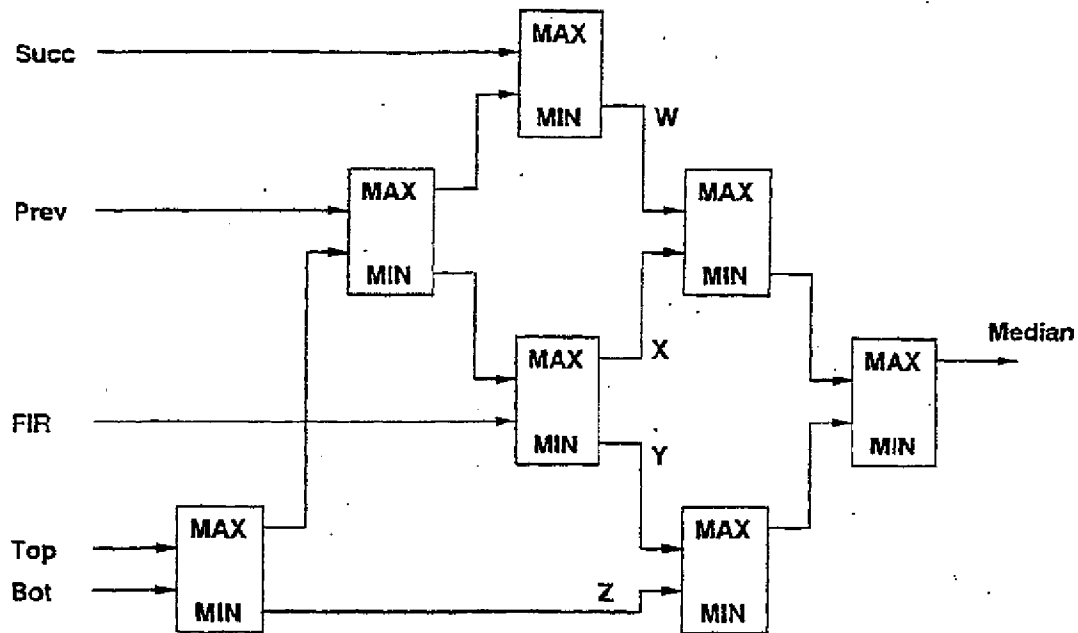 Succ
MAX
MIN
W
Prev
MAX
MIN
MAX
MIN
Median
MAX
MIN
X
MAX
MIN
FIR
Y
Top
Bot
MAX
MIN
Z
MAX
MIN